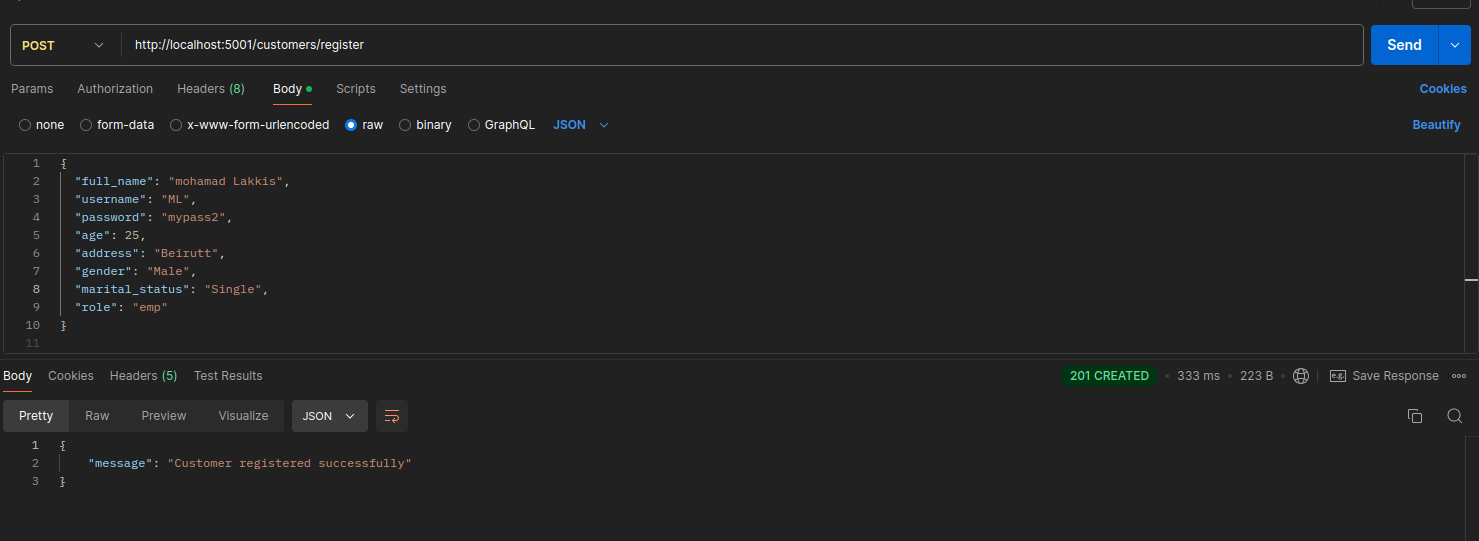 POST http://localhost:5001/customers/register Send
Params Authorization Headers (8) Body Scripts Settings Cookies
none form-data x-www-form-urlencoded raw binary GraphQL JSON Beautify
1 {
2 "full_name": "mohamad Lakkis",
3 "username": "ML",
4 "password": "mypass2",
5 "age": 25,
6 "address": "Beirutt",
7 "gender": "Male",
8 "marital_status": "Single",
9 "role": "emp"
10 }
11
Body Cookies Headers (5) Test Results 201 CREATED 333 ms 223 B e.g. Save Response
Pretty Raw Preview Visualize JSON
1 {
2 "message": "Customer registered successfully"
3 }